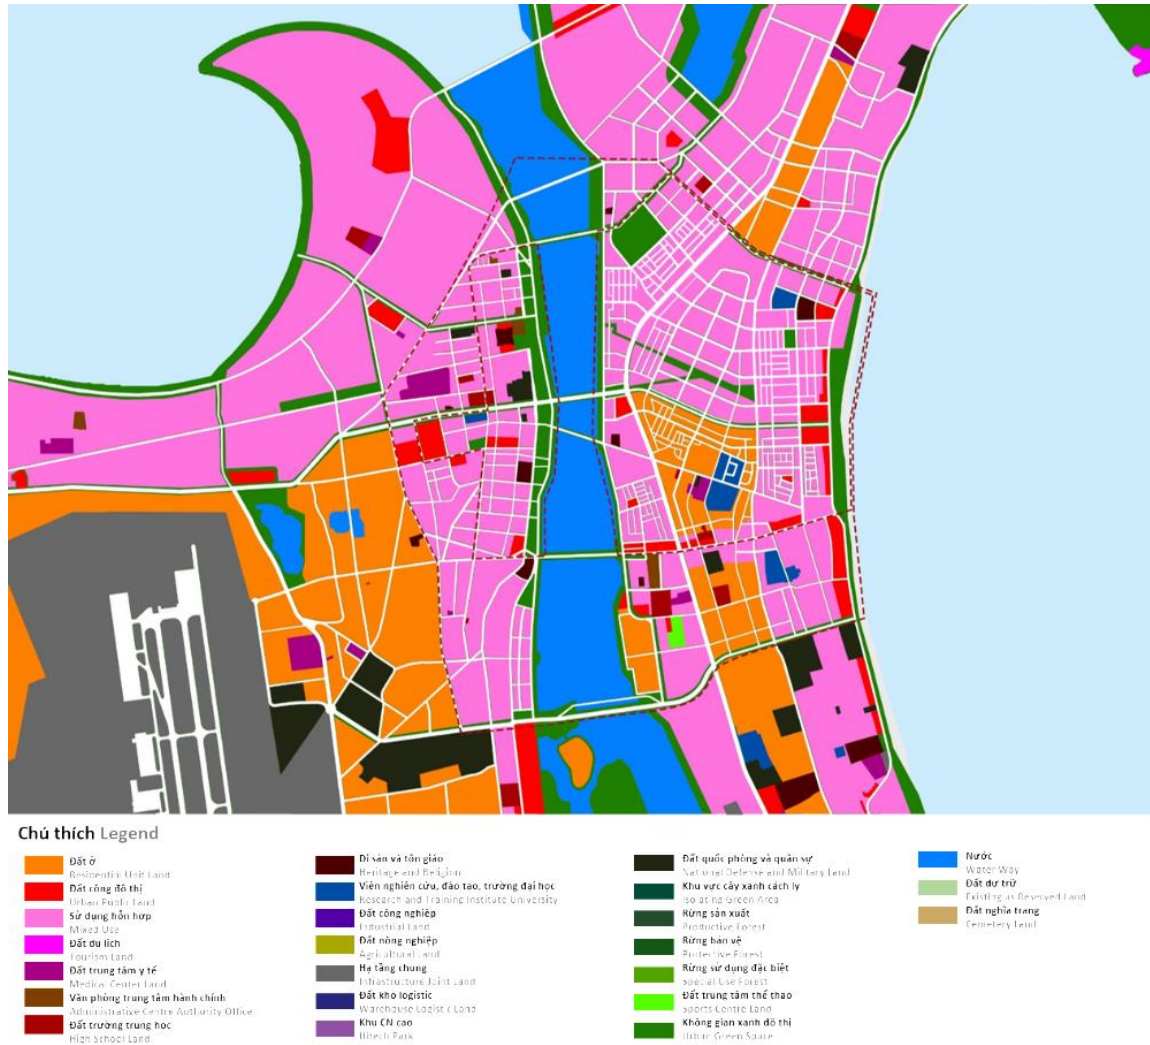 Chú thích Legend
Đất ở
Residential Unit Land
Đất công đô thị
Urban Public Land
Sử dụng hỗn hợp
Mixed Use
Đất du lịch
Tourism Land
Đất trung tâm y tế
Medical Center Land
Văn phòng trung tâm hành chính
Administrative Centre Authority Office
Đất trường trung học
High School Land
Di sản và tôn giáo
Heritage and Religion
Viên nghiên cứu, đào tạo, trường đại học
Research and Training Institute University
Đất công nghiệp
Industrial Land
Đất nông nghiệp
Agricultural Land
Hạ tầng chung
Infrastructure Joint Land
Đất kho logistic
Warehouse Logistic Land
Khu CN cao
Hitech Park
Đất quốc phòng và quân sự
National Defense and Military Land
Khu vực cây xanh cách ly
Isolating Green Area
Rừng sản xuất
Productive Forest
Rừng bảo vệ
Protective Forest
Rừng sử dụng đặc biệt
Special Use Forest
Đất trung tâm thể thao
Sports Centre Land
Không gian xanh đô thị
Urban Green Space
Nước
Water Way
Đất dự trữ
Existing us Reserved Land
Đất nghĩa trang
Cemetery Land